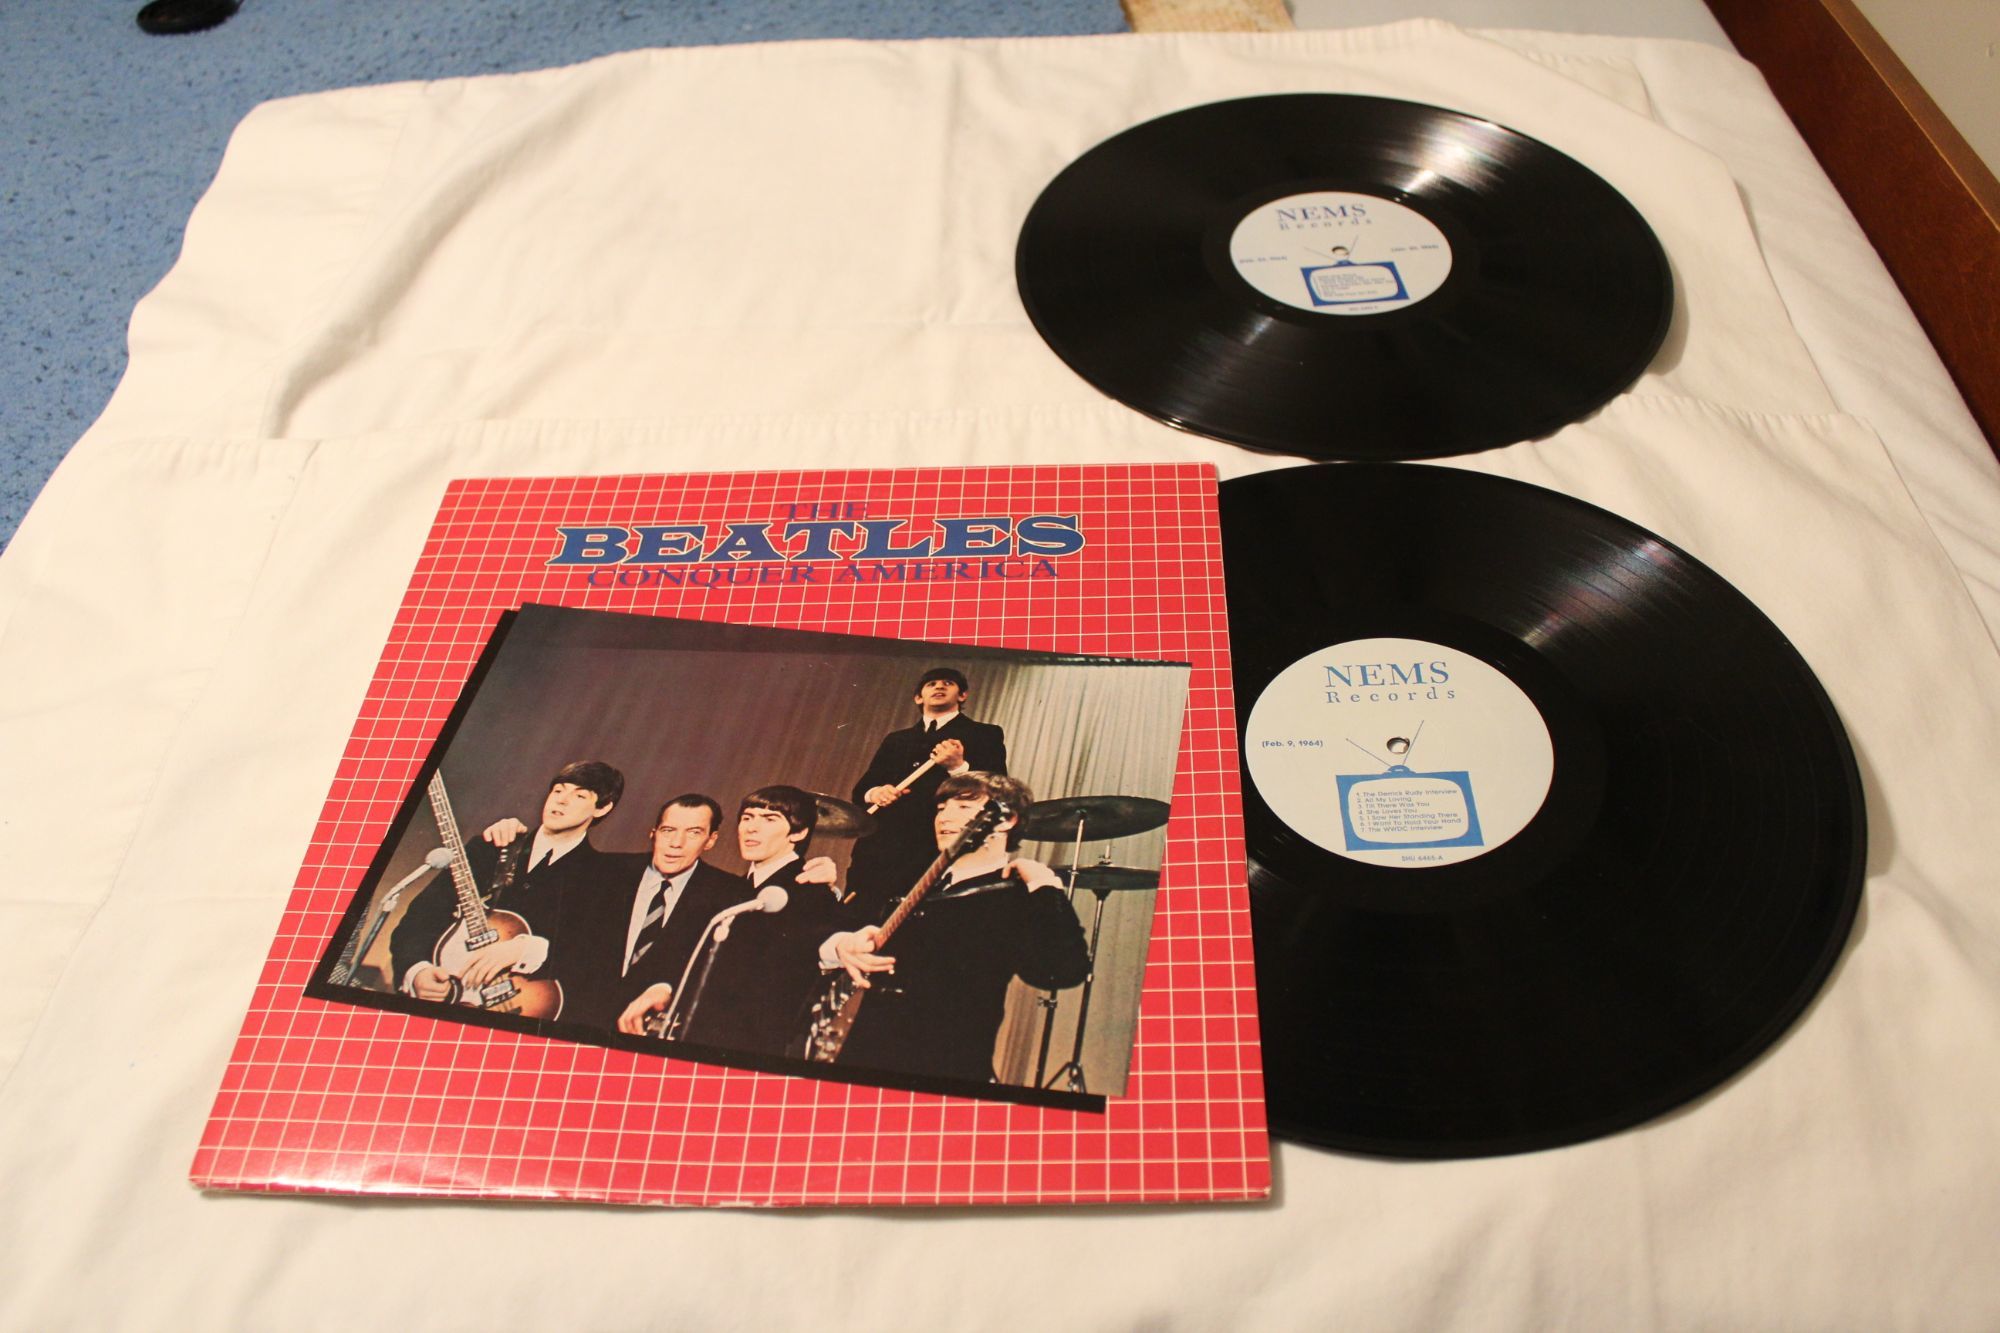 THE
BEATLES
CONQUER AMERICA
NEMS
Records
NEMS
Records
(Feb. 9, 1964)
1. The Derrick Rudy Interview
2. All My Loving
3. Till There Was You
4. She Loves You
5. I Saw Her Standing There
6. I Want To Hold Your Hand
7. The WWDC Interview
SHU 6465-A